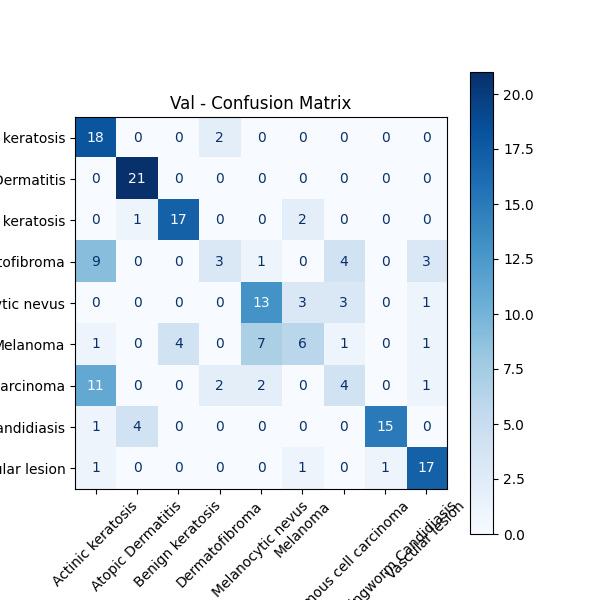 Val - Confusion Matrix
keratosis 18 0 0 2 0 0 0 0 0
Dermatitis 0 21 0 0 0 0 0 0 0
keratosis 0 1 17 0 0 2 0 0 0
tofibroma 9 0 0 3 1 0 4 0 3
ytic nevus 0 0 0 0 13 3 3 0 1
Melanoma 1 0 4 0 7 6 1 0 1
arcinoma 11 0 0 2 2 0 4 0 1
andidiasis 1 4 0 0 0 0 0 15 0
ular lesion 1 0 0 0 0 1 0 1 17
Actinic keratosis
Atopic Dermatitis
Benign keratosis
Dermatofibroma
Melanocytic nevus
Melanoma
mous cell carcinoma
ngworm Candidiasis
Vascular lesion
20.0
17.5
15.0
12.5
10.0
7.5
5.0
2.5
0.0